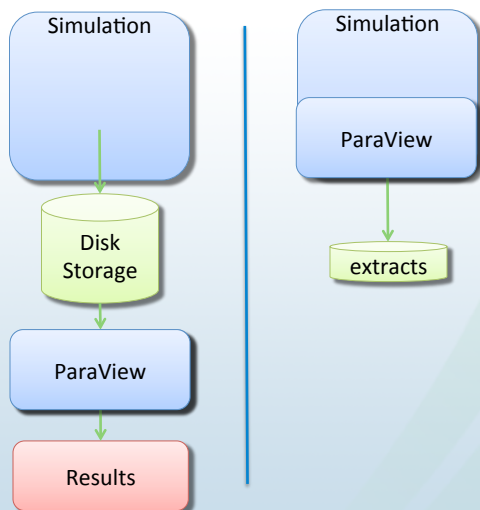 Simulation
Disk
Storage
ParaView
Results
Simulation
ParaView
extracts